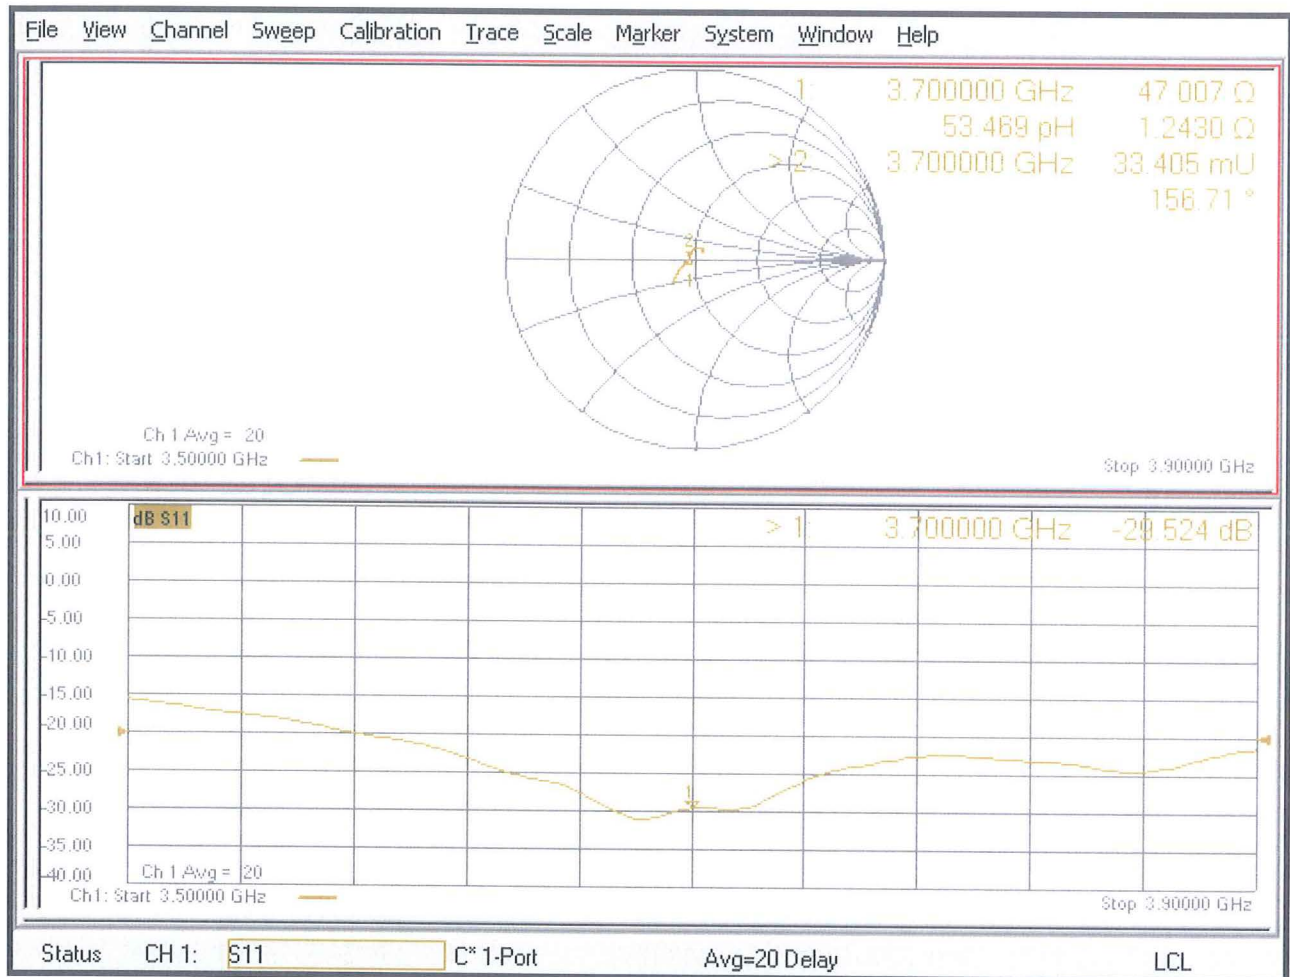 File View Channel Sweep Calibration Trace Scale Marker System Window Help
1: 3.700000 GHz 47.007 Ω
53.469 pH 1.2430 Ω
> 2: 3.700000 GHz 33.405 mU
156.71 °
2
1
Ch 1 Avg = 20
Ch1: Start 3.50000 GHz
Stop 3.90000 GHz
10.00
dB S11
> 1: 3.700000 GHz -29.524 dB
5.00
0.00
-5.00
-10.00
-15.00
-20.00
-25.00
1
-30.00
-35.00
-40.00
Ch 1 Avg = 20
Ch1: Start 3.50000 GHz
Stop 3.90000 GHz
Status CH 1: S11 C* 1-Port Avg=20 Delay LCL